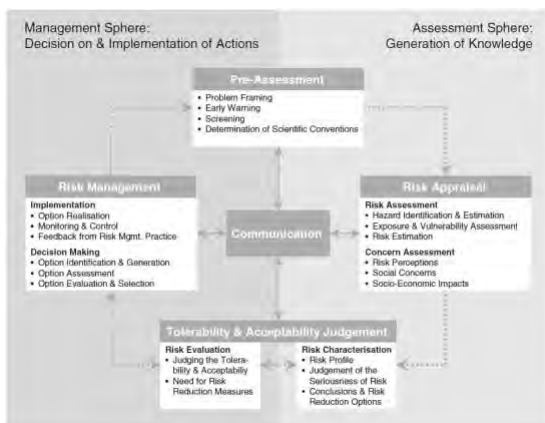 Management Sphere:
Decision on & Implementation of Actions
Assessment Sphere:
Generation of Knowledge
Pre-Assessment
• Problem Framing
• Early Warning
• Screening
• Determination of Scientific Conventions
Risk Management
Implementation
• Option Realisation
• Monitoring & Control
• Feedback from Risk Mgmt. Practice
Decision Making
• Option Identification & Generation
• Option Assessment
• Option Evaluation & Selection
Communication
Risk Appraisal
Risk Assessment
• Hazard Identification & Estimation
• Exposure & Vulnerability Assessment
• Risk Estimation
Concern Assessment
• Risk Perceptions
• Social Concerns
• Socio-Economic Impacts
Tolerability & Acceptability Judgement
Risk Evaluation
• Judging the Tolera-
bility & Acceptability
• Need for Risk
Reduction Measures
Risk Characterisation
• Risk Profile
• Judgement of the
Seriousness of Risk
• Conclusions & Risk
Reduction Options